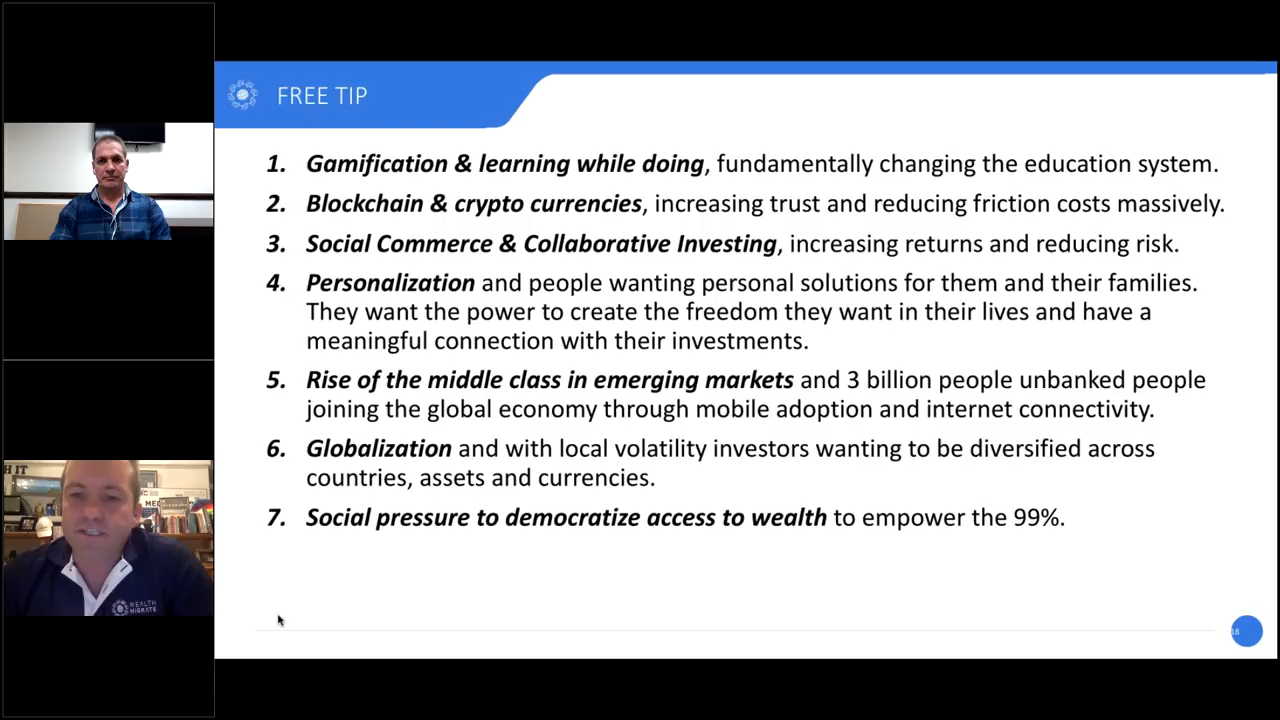 FREE TIP
1. Gamification & learning while doing, fundamentally changing the education system.
2. Blockchain & crypto currencies, increasing trust and reducing friction costs massively.
3. Social Commerce & Collaborative Investing, increasing returns and reducing risk.
4. Personalization and people wanting personal solutions for them and their families.
They want the power to create the freedom they want in their lives and have a
meaningful connection with their investments.
5. Rise of the middle class in emerging markets and 3 billion people unbanked people
joining the global economy through mobile adoption and internet connectivity.
6. Globalization and with local volatility investors wanting to be diversified across
countries, assets and currencies.
7. Social pressure to democratize access to wealth to empower the 99%.
18
WEALTH
MIGRATE